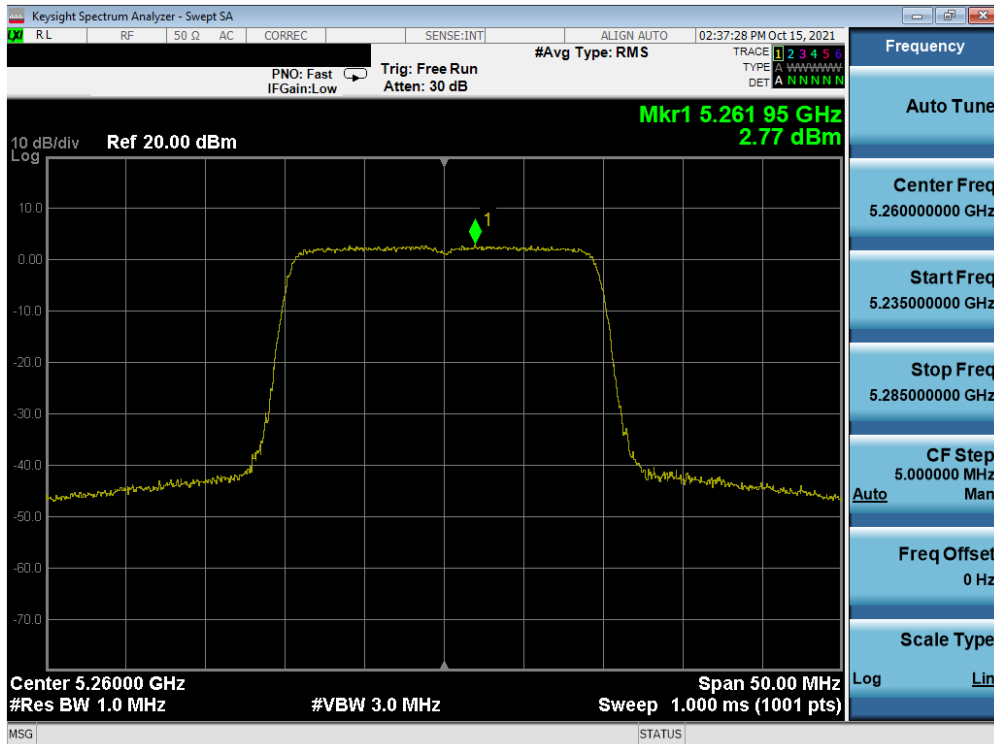 Keysight Spectrum Analyzer - Swept SA
LXI RL RF 50 Ω AC CORREC SENSE:INT ALIGN AUTO 02:37:28 PM Oct 15, 2021
Frequency
#Avg Type: RMS
TRACE 1 2 3 4 5 6
TYPE A WWWWW
DET A N N N N N
PNO: Fast
IFGain:Low
Trig: Free Run
Atten: 30 dB
Auto Tune
Mkr1 5.261 95 GHz
2.77 dBm
10 dB/div
Log
Ref 20.00 dBm
Center Freq
5.260000000 GHz
1
10.0
0.00
-10.0
-20.0
-30.0
-40.0
-50.0
-60.0
-70.0
Start Freq
5.235000000 GHz
Stop Freq
5.285000000 GHz
CF Step
5.000000 MHz
Auto Man
Freq Offset
0 Hz
Scale Type
Log Lin
Center 5.26000 GHz
Span 50.00 MHz
#Res BW 1.0 MHz
#VBW 3.0 MHz
Sweep 1.000 ms (1001 pts)
MSG
STATUS